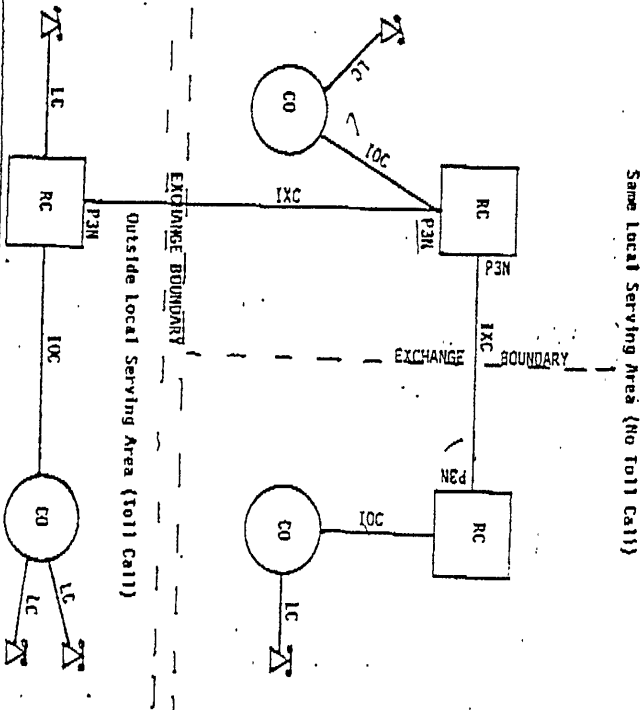 Same Local Serving Area (No Toll Call)
RC
P3N
P3N
IXC
EXCHANGE BOUNDARY
P3N
RC
IOC
CO
LC
LC
CO
IOC
IXC
EXCHANGE BOUNDARY
Outside Local Serving Area (Toll Call)
LC
RC
P3N
IOC
CO
LC
LC